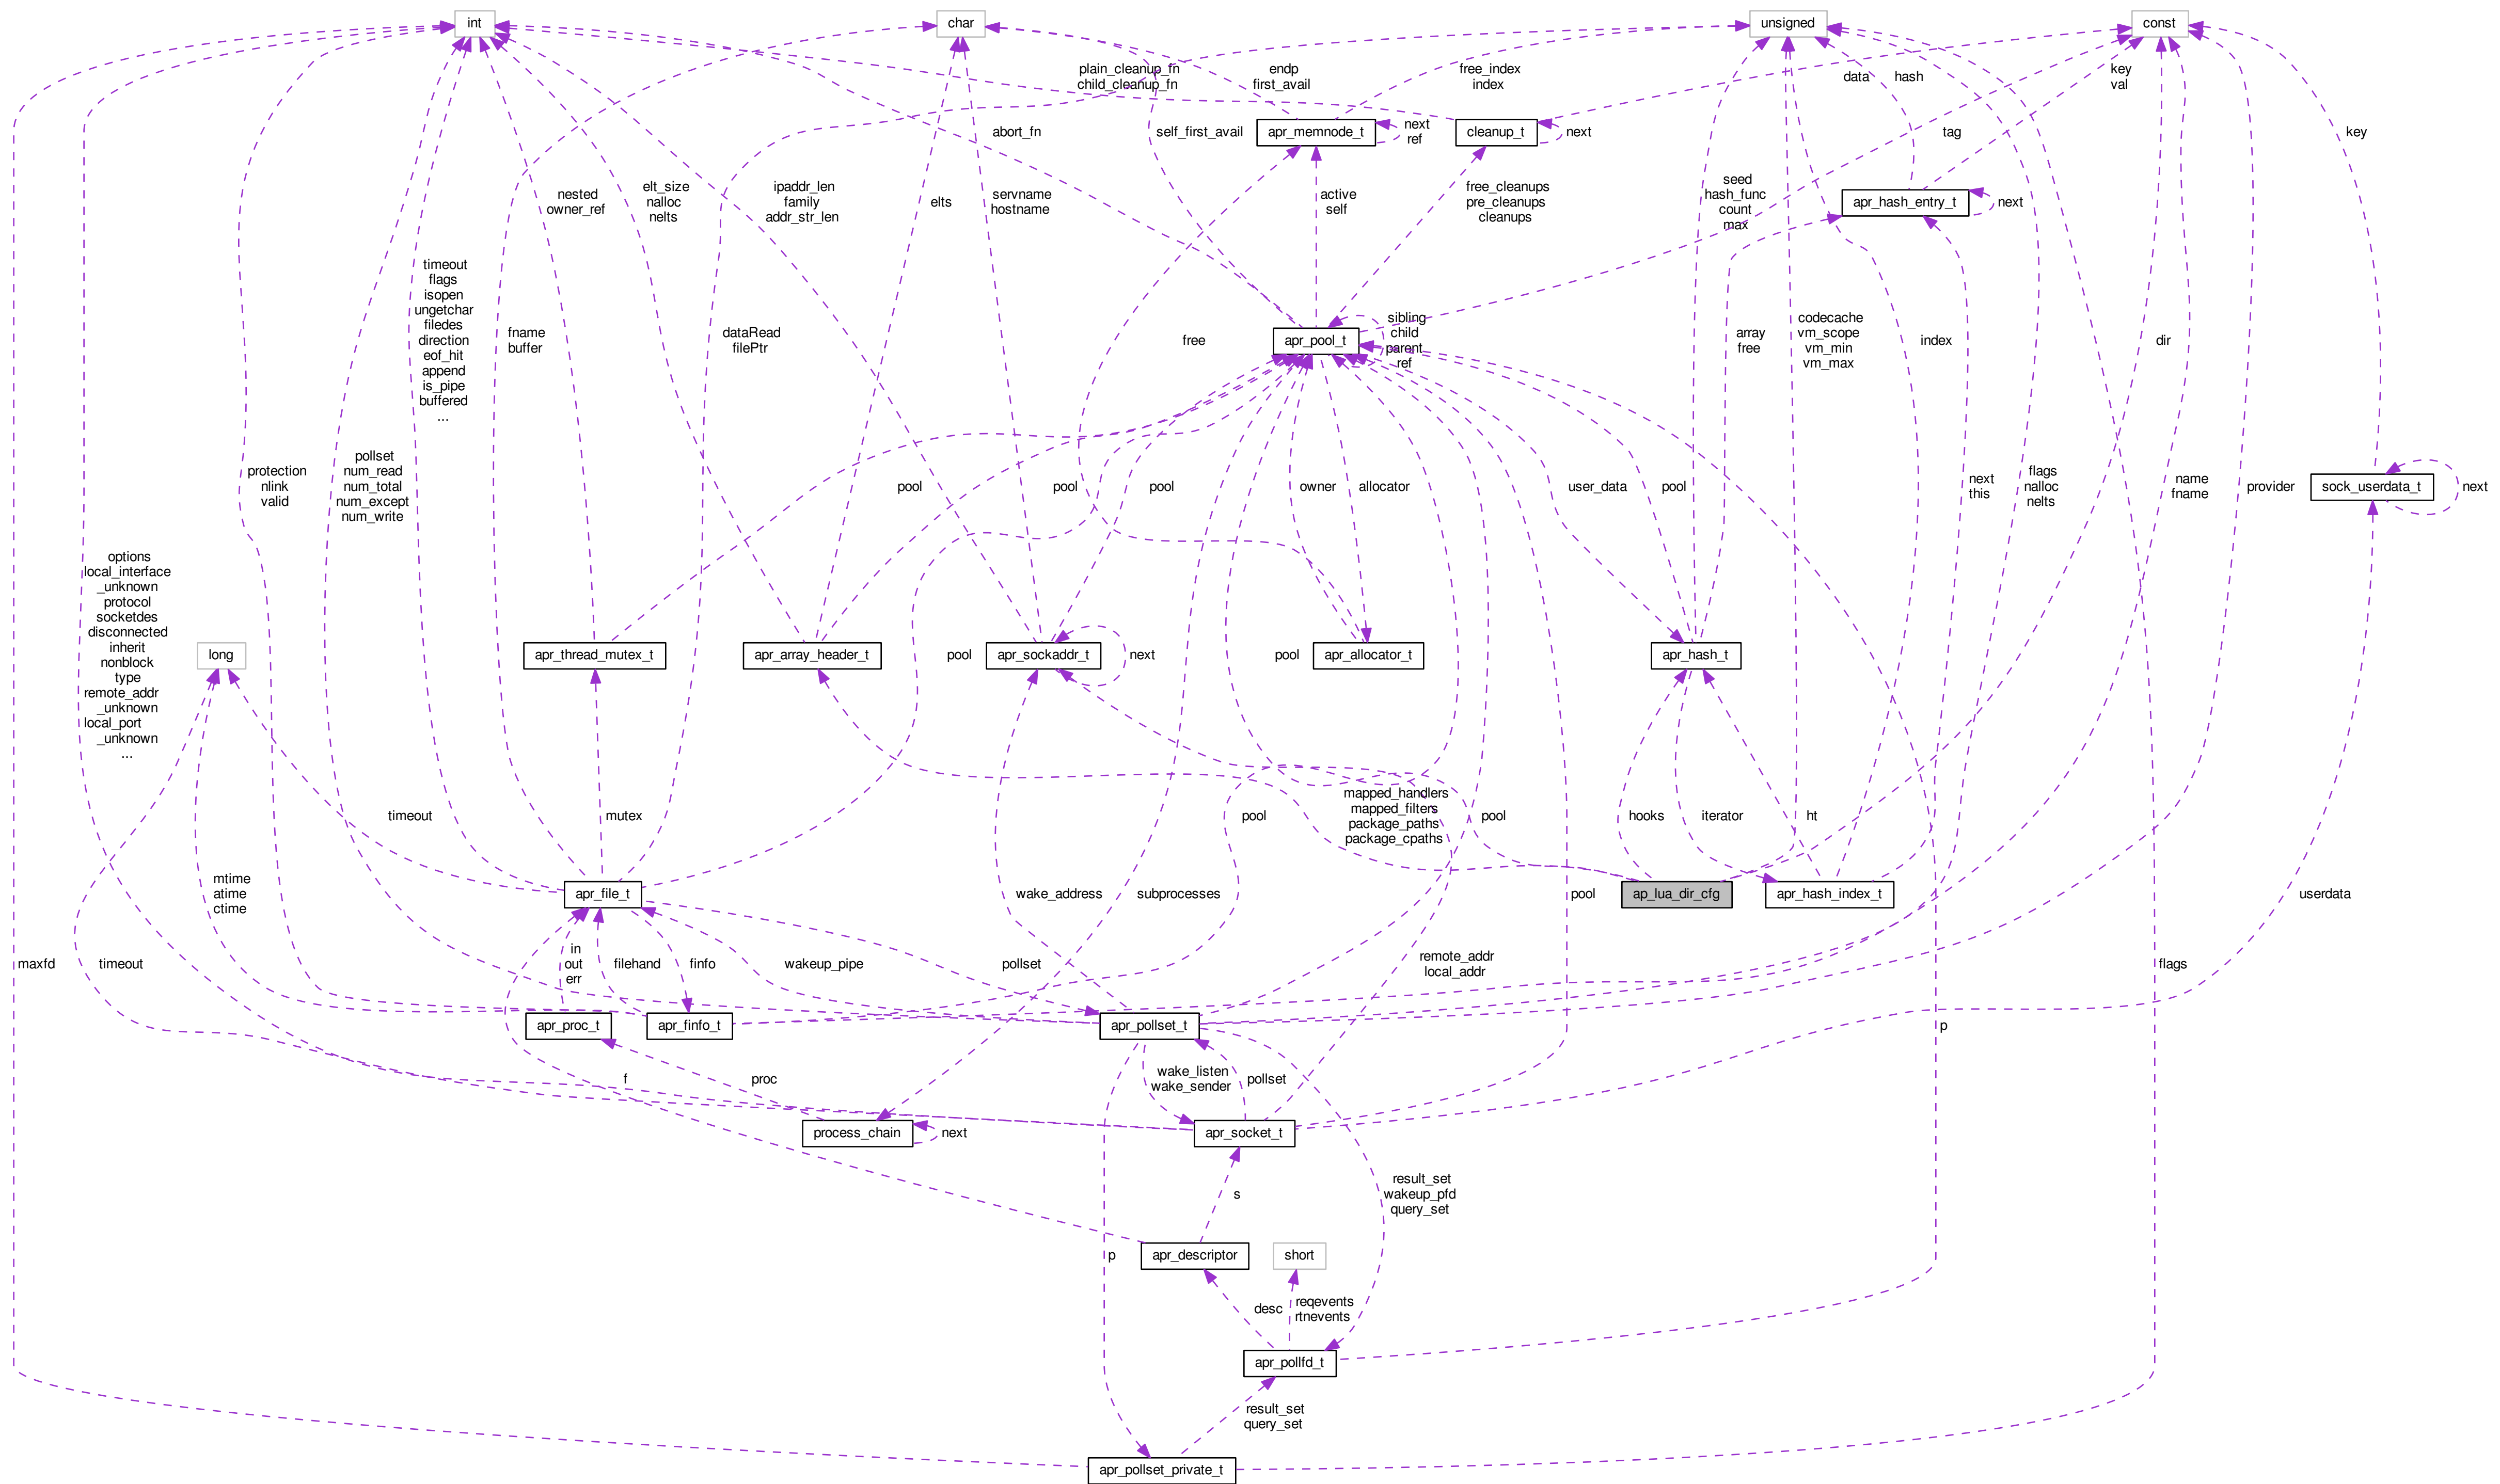 int
char
unsigned
const
plain_cleanup_fn
child_cleanup_fn
endp
first_avail
free_index
index
data
hash
key
val
abort_fn
self_first_avail
apr_memnode_t
next
ref
cleanup_t
next
tag
key
nested
owner_ref
elt_size
nalloc
nelts
ipaddr_len
family
addr_str_len
elts
servname
hostname
active
self
free_cleanups
pre_cleanups
cleanups
seed
hash_func
count
max
apr_hash_entry_t
next
timeout
flags
isopen
ungetchar
filedes
direction
eof_hit
append
is_pipe
buffered
...
fname
buffer
dataRead
filePtr
free
apr_pool_t
sibling
child
parent
ref
array
free
codecache
vm_scope
vm_min
vm_max
index
dir
protection
nlink
valid
pollset
num_read
num_total
num_except
num_write
pool
pool
pool
owner
allocator
user_data
pool
next
this
flags
nalloc
nelts
name
fname
provider
sock_userdata_t
next
options
local_interface
_unknown
protocol
socketdes
disconnected
inherit
nonblock
type
remote_addr
_unknown
local_port
_unknown
...
long
apr_thread_mutex_t
apr_array_header_t
pool
apr_sockaddr_t
next
pool
apr_allocator_t
apr_hash_t
timeout
mutex
pool
mapped_handlers
mapped_filters
package_paths
package_cpaths
pool
hooks
iterator
ht
mtime
atime
ctime
apr_file_t
wake_address
subprocesses
pool
ap_lua_dir_cfg
apr_hash_index_t
userdata
maxfd
timeout
in
out
err
filehand
finfo
wakeup_pipe
pollset
remote_addr
local_addr
flags
apr_proc_t
apr_finfo_t
apr_pollset_t
p
f
proc
wake_listen
wake_sender
pollset
process_chain
next
apr_socket_t
s
result_set
wakeup_pfd
query_set
p
apr_descriptor
short
desc
reqevents
rtnevents
apr_pollfd_t
result_set
query_set
apr_pollset_private_t